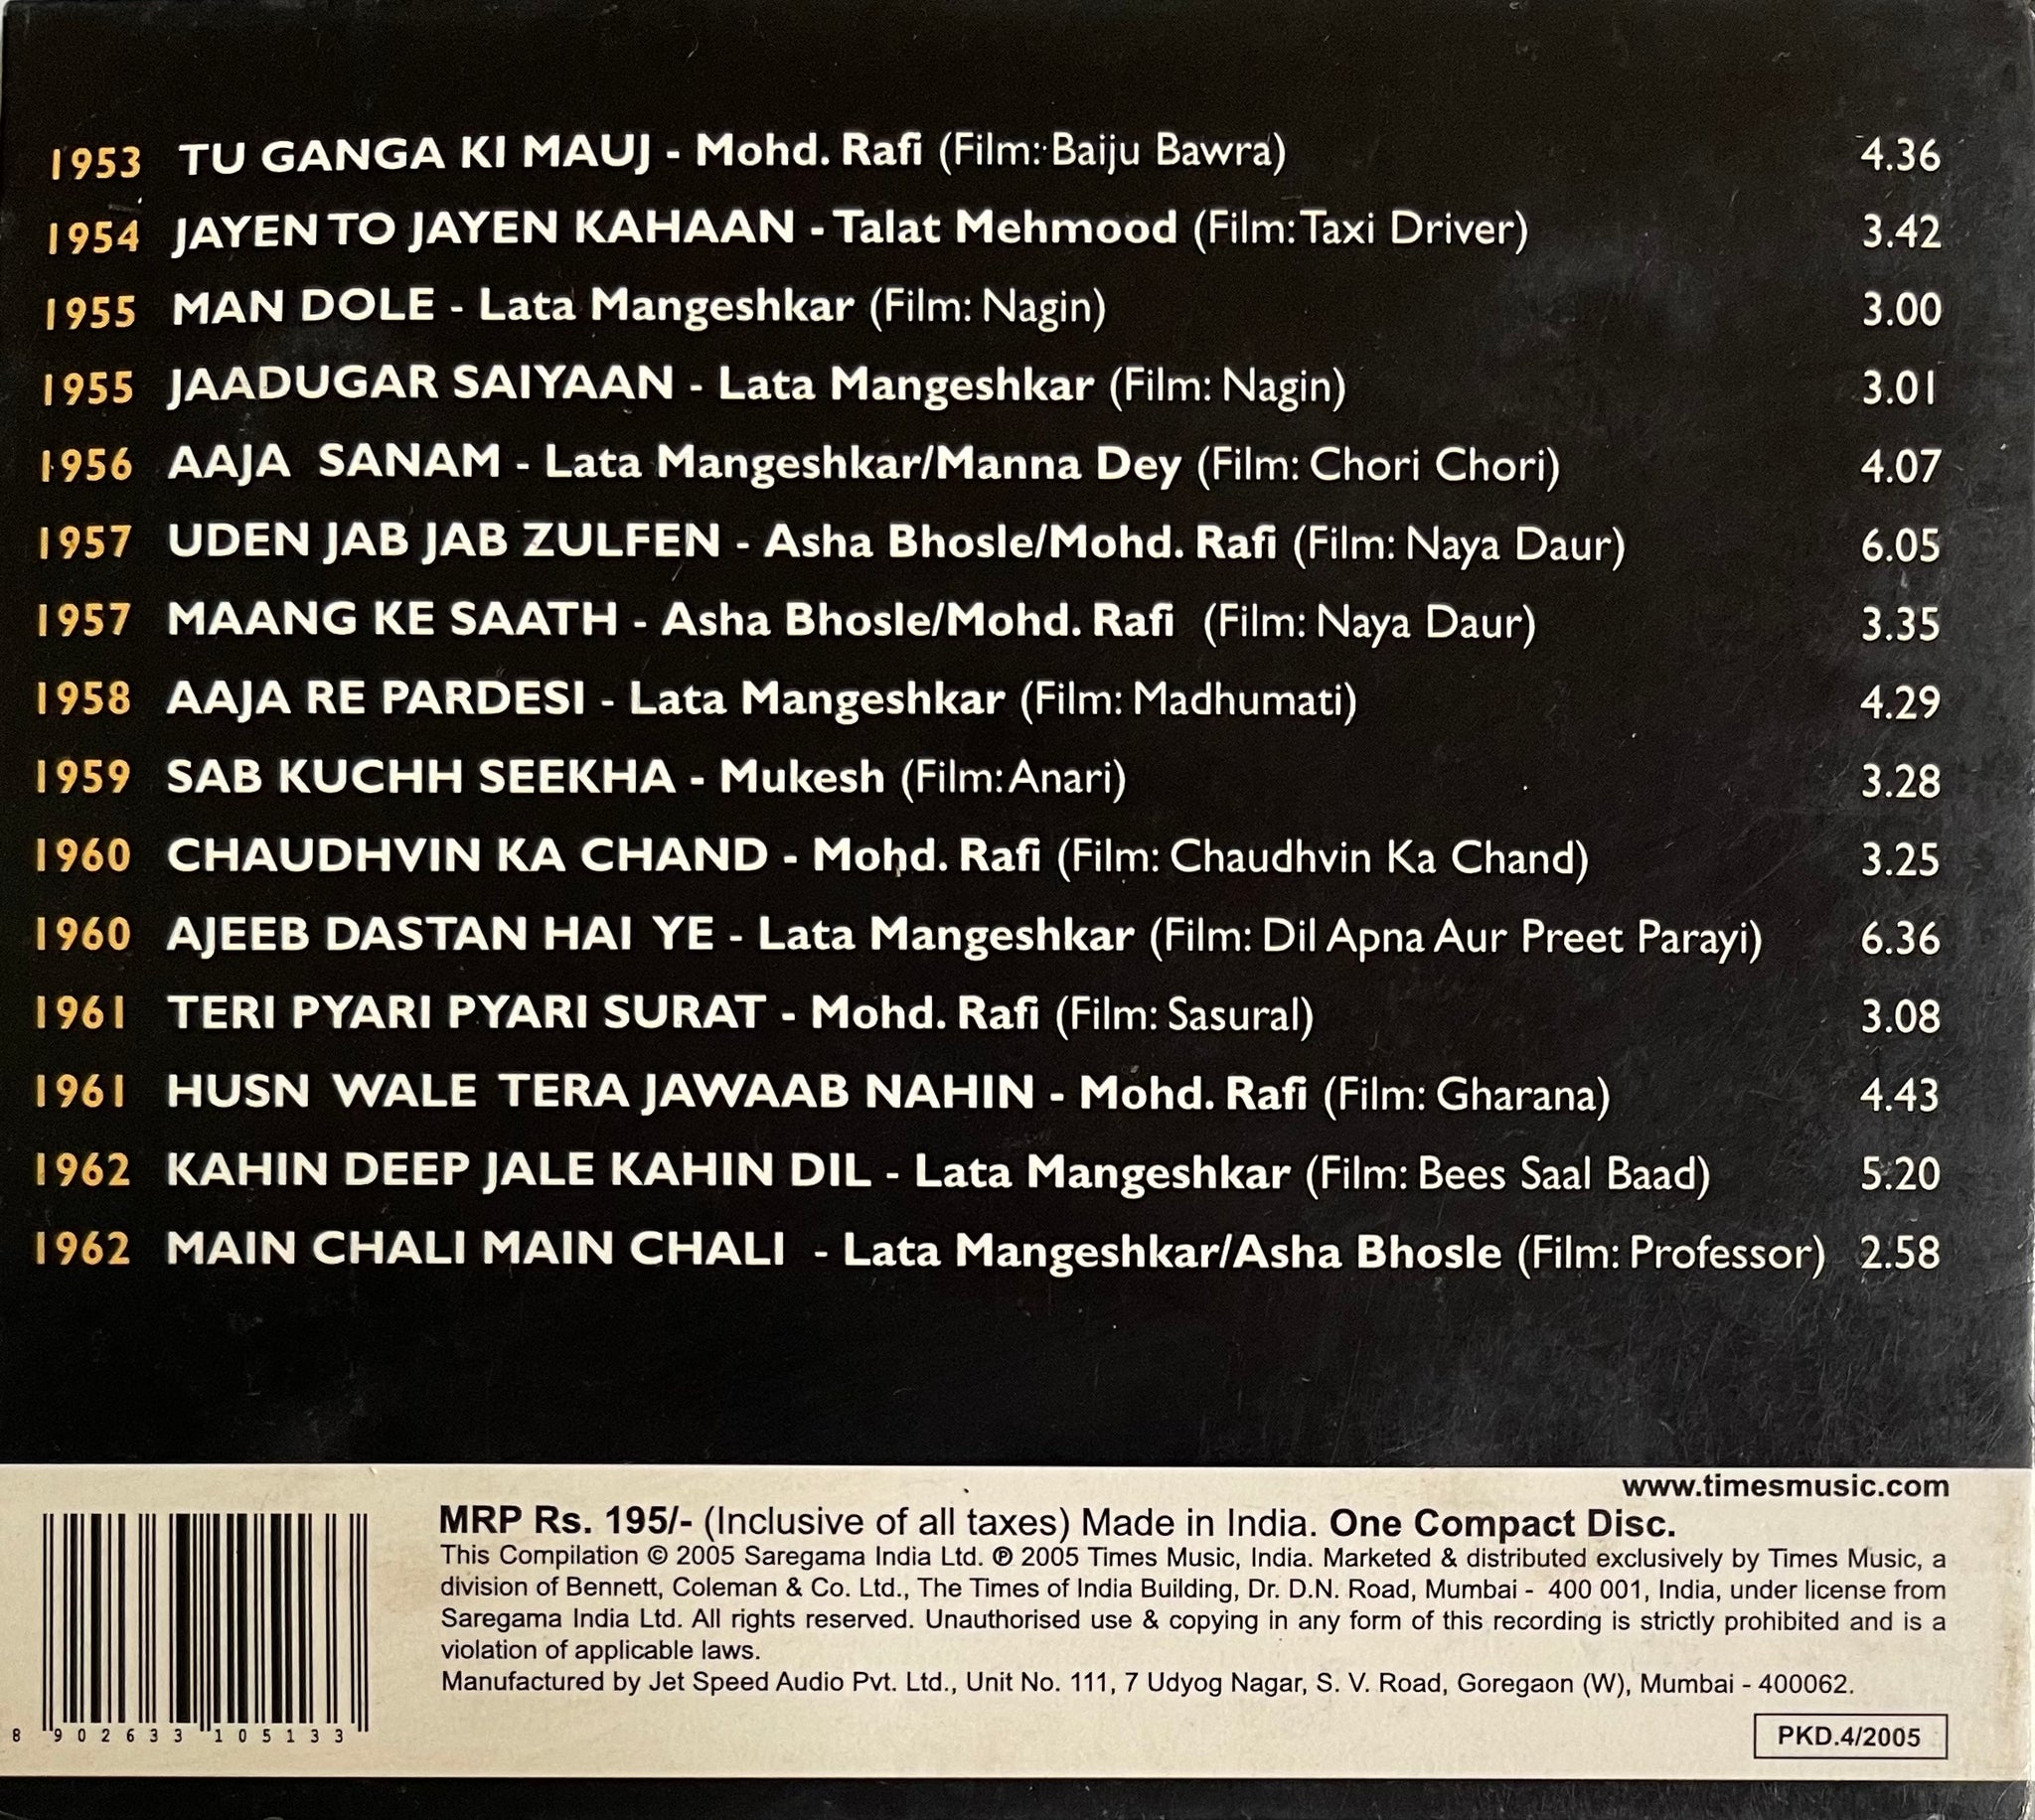 1953 TU GANGA KI MAUJ - Mohd. Rafi (Film: Baiju Bawra) 4.36
1954 JAYEN TO JAYEN KAHAAN - Talat Mehmood (Film: Taxi Driver) 3.42
1955 MAN DOLE - Lata Mangeshkar (Film: Nagin) 3.00
1955 JAADUGAR SAIYAAN - Lata Mangeshkar (Film: Nagin) 3.01
1956 AAJA SANAM - Lata Mangeshkar/Manna Dey (Film: Chori Chori) 4.07
1957 UDEN JAB JAB ZULFEN - Asha Bhosle/Mohd. Rafi (Film: Naya Daur) 6.05
1957 MAANG KE SAATH - Asha Bhosle/Mohd. Rafi (Film: Naya Daur) 3.35
1958 AAJA RE PARDESI - Lata Mangeshkar (Film: Madhumati) 4.29
1959 SAB KUCHH SEEKHA - Mukesh (Film: Anari) 3.28
1960 CHAUDHVIN KA CHAND - Mohd. Rafi (Film: Chaudhvin Ka Chand) 3.25
1960 AJEEB DASTAN HAI YE - Lata Mangeshkar (Film: Dil Apna Aur Preet Parayi) 6.36
1961 TERI PYARI PYARI SURAT - Mohd. Rafi (Film: Sasural) 3.08
1961 HUSN WALE TERA JAWAAB NAHIN - Mohd. Rafi (Film: Gharana) 4.43
1962 KAHIN DEEP JALE KAHIN DIL - Lata Mangeshkar (Film: Bees Saal Baad) 5.20
1962 MAIN CHALI MAIN CHALI - Lata Mangeshkar/Asha Bhosle (Film: Professor) 2.58
www.timesmusic.com
MRP Rs. 195/- (Inclusive of all taxes) Made in India. One Compact Disc.
This Compilation © 2005 Saregama India Ltd. ℗ 2005 Times Music, India. Marketed & distributed exclusively by Times Music, a
division of Bennett, Coleman & Co. Ltd., The Times of India Building, Dr. D.N. Road, Mumbai - 400 001, India, under license from
Saregama India Ltd. All rights reserved. Unauthorised use & copying in any form of this recording is strictly prohibited and is a
violation of applicable laws.
Manufactured by Jet Speed Audio Pvt. Ltd., Unit No. 111, 7 Udyog Nagar, S. V. Road, Goregaon (W), Mumbai - 400062.
8 902633 105133
PKD.4/2005